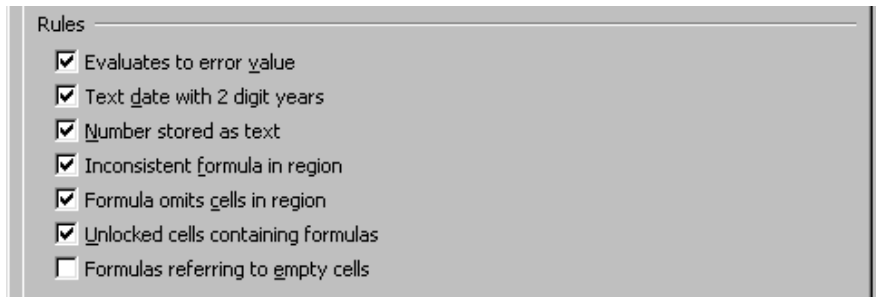 Rules
Evaluates to error value
Text date with 2 digit years
Number stored as text
Inconsistent formula in region
Formula omits cells in region
Unlocked cells containing formulas
Formulas referring to empty cells